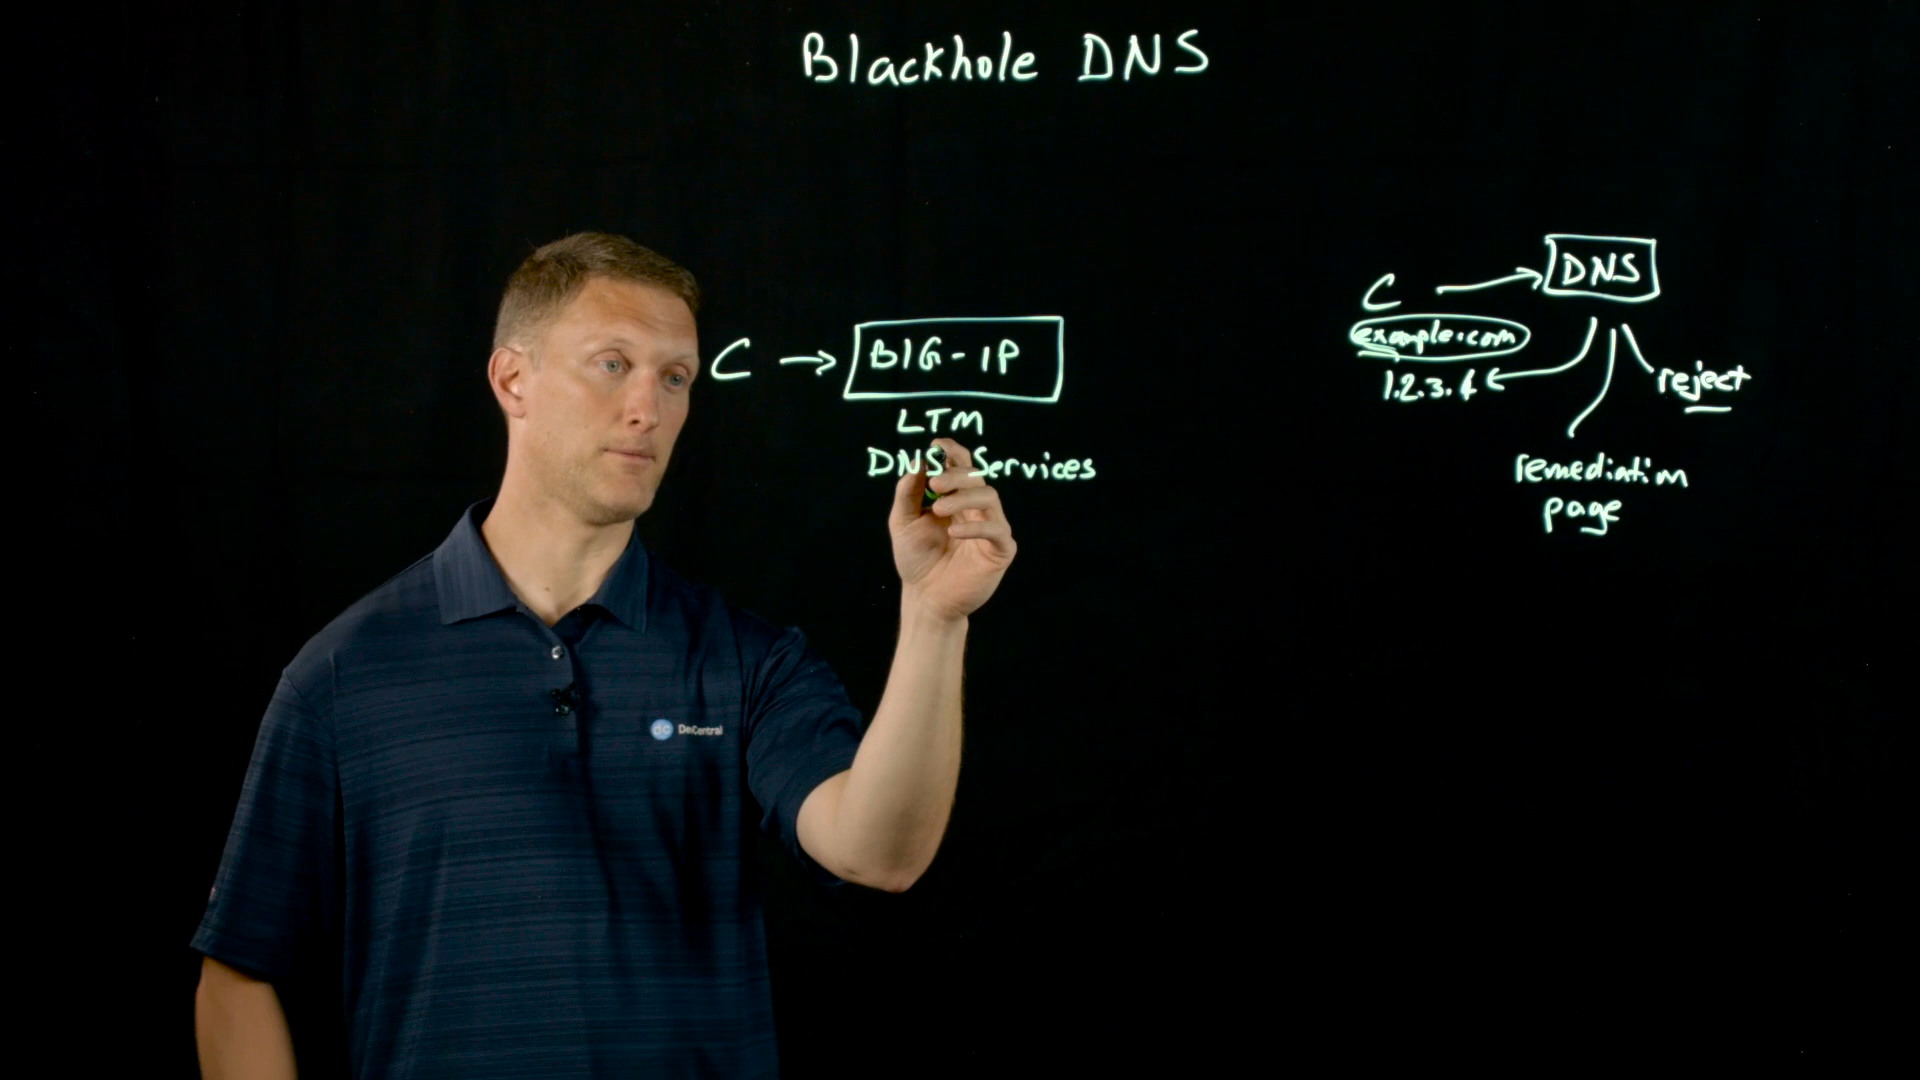 Blackhole DNS
C → BIG-IP
LTM
DNS Services
DevCentral
C → DNS
example.com
1.2.3.4
reject
remediation
page